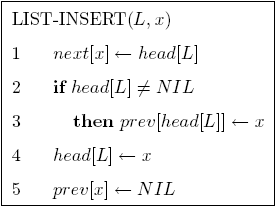 LIST-INSERT(L, x)
1 next[x] ← head[L]
2 if head[L] ≠ NIL
3 then prev[head[L]] ← x
4 head[L] ← x
5 prev[x] ← NIL